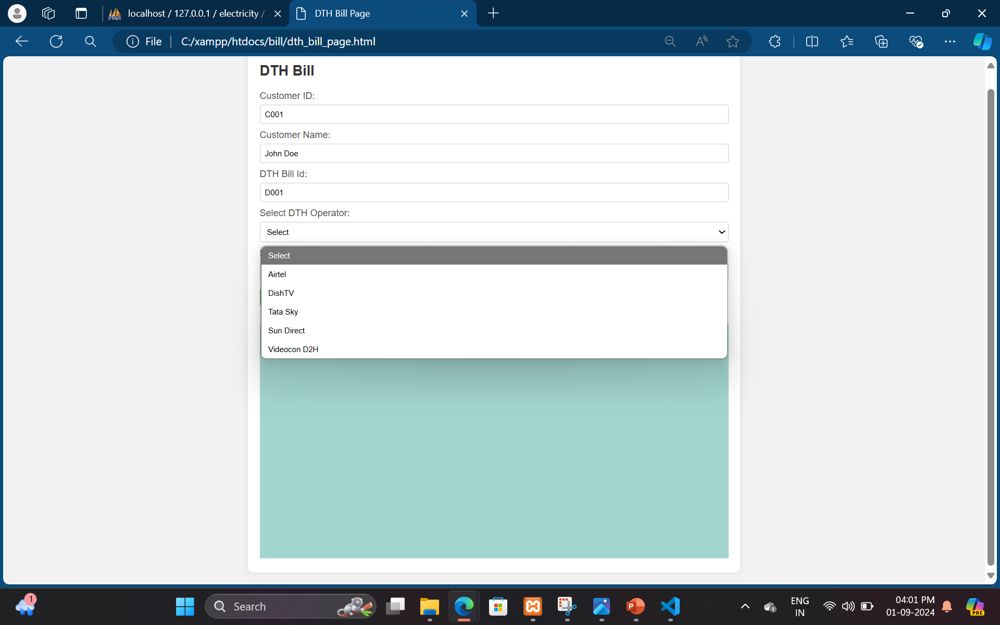 localhost / 127.0.0.1 / electricity /
DTH Bill Page
File
C:/xampp/htdocs/bill/dth_bill_page.html
DTH Bill
Customer ID:
C001
Customer Name:
John Doe
DTH Bill Id:
D001
Select DTH Operator:
Select
Select
Airtel
DishTV
Tata Sky
Sun Direct
Videocon D2H
1
Search
P
ENG
IN
04:01 PM
01-09-2024
PRE